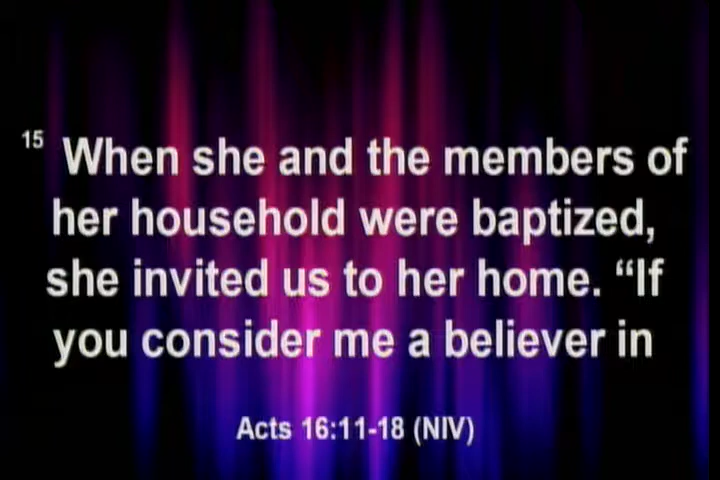 15 When she and the members of
her household were baptized,
she invited us to her home. “If
you consider me a believer in
Acts 16:11-18 (NIV)